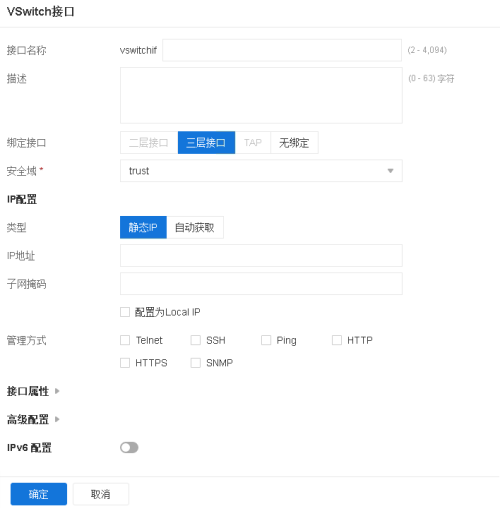 VSwitch接口
接口名称 vswitchif (2 - 4,094)
描述 (0 - 63) 字符
绑定接口 二层接口 三层接口 TAP 无绑定
安全域 * trust
IP配置
类型 静态IP 自动获取
IP地址
子网掩码
配置为Local IP
管理方式 Telnet SSH Ping HTTP
HTTPS SNMP
接口属性
高级配置
IPv6 配置
确定 取消